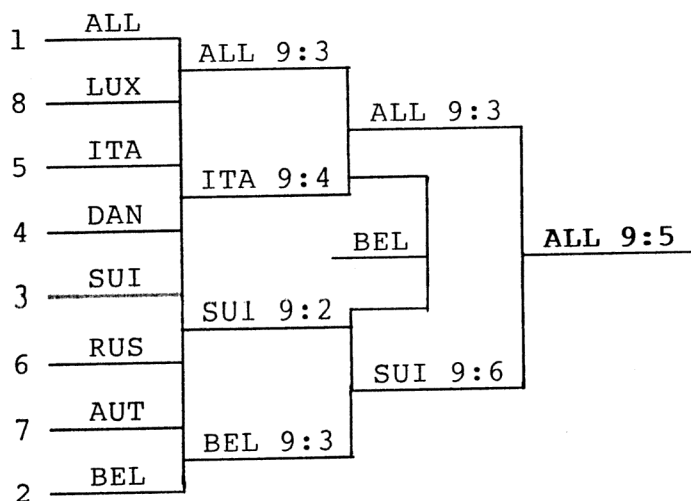 1 ALL
ALL 9:3
8 LUX
ALL 9:3
5 ITA
ITA 9:4
4 DAN
BEL
ALL 9:5
3 SUI
SUI 9:2
6 RUS
SUI 9:6
7 AUT
BEL 9:3
2 BEL